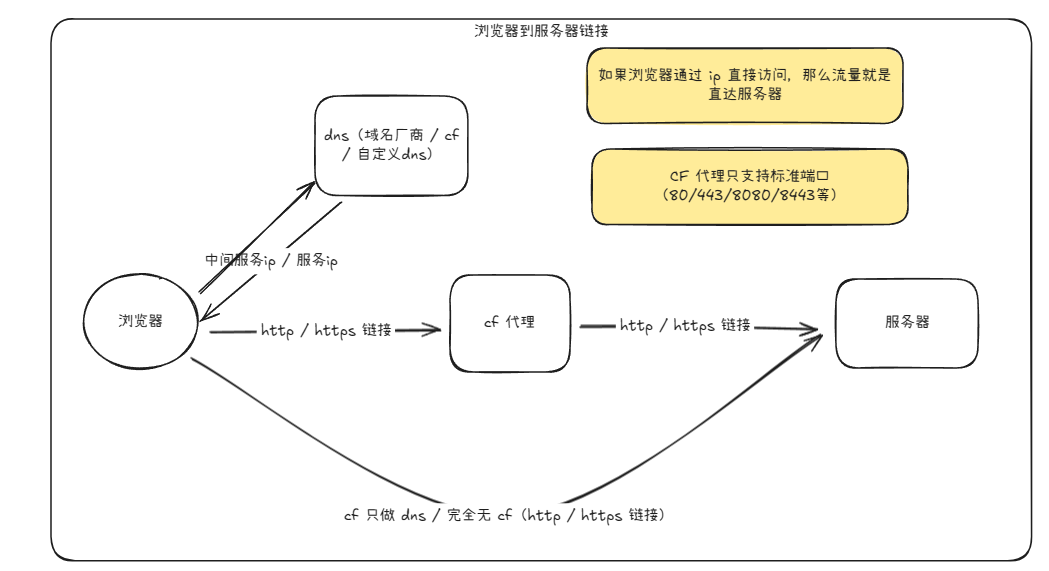 浏览器到服务器链接
如果浏览器通过 ip 直接访问，那么流量就是
直达服务器
dns（域名厂商 / cf
/ 自定义dns）
CF 代理只支持标准端口
（80/443/8080/8443等）
中间服务ip / 服务ip
浏览器
http / https 链接
cf 代理
http / https 链接
服务器
cf 只做 dns / 完全无 cf（http / https 链接）